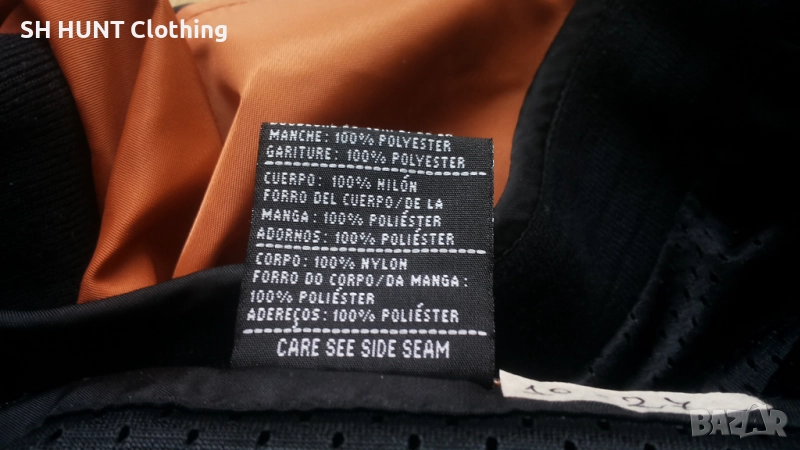 SH HUNT Clothing
MANCHE: 100% POLYESTER
GARITURE: 100% POLYESTER
CUERPO: 100% NILÓN
FORRO DEL CUERPO/DE LA
MANGA: 100% POLIÉSTER
ADORNOS: 100% POLIÉSTER
CORPO: 100% NYLON
FORRO DO CORPO/DA MANGA:
100% POLIÉSTER
ADEREÇOS: 100% POLIÉSTER
CARE SEE SIDE SEAM
BAZAR